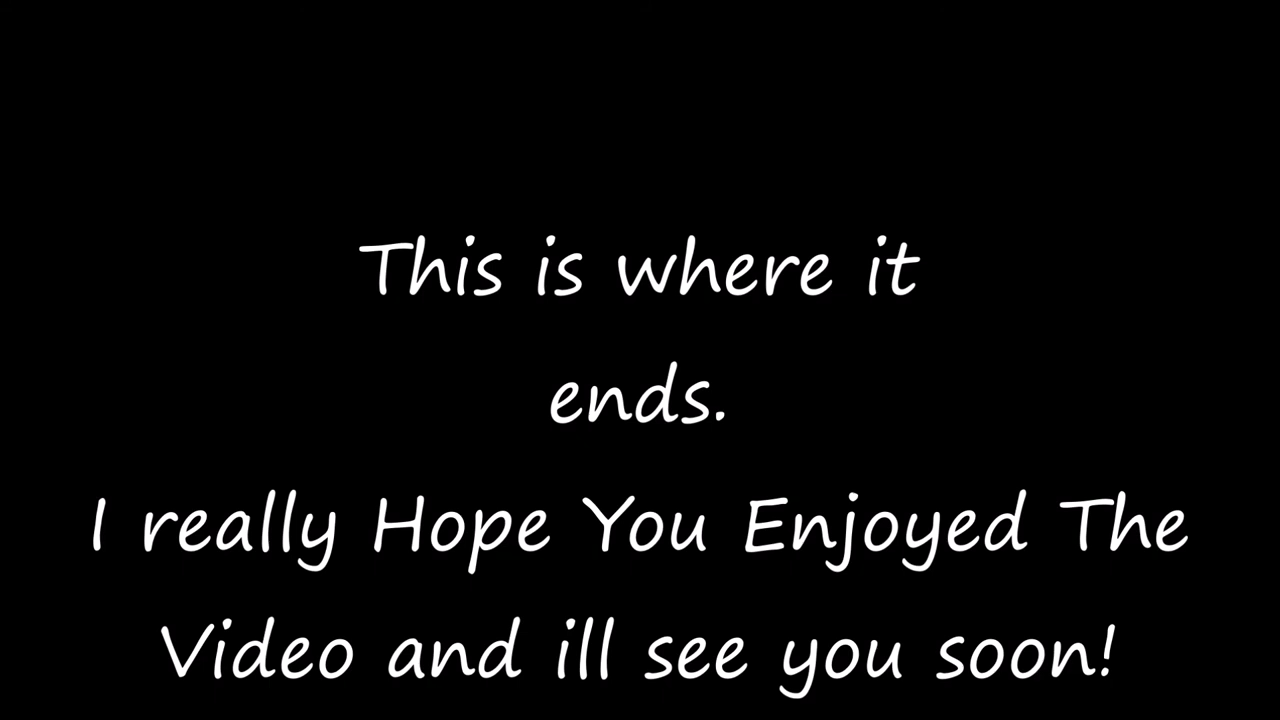 This is where it
ends.
I really Hope You Enjoyed The
Video and ill see you soon!